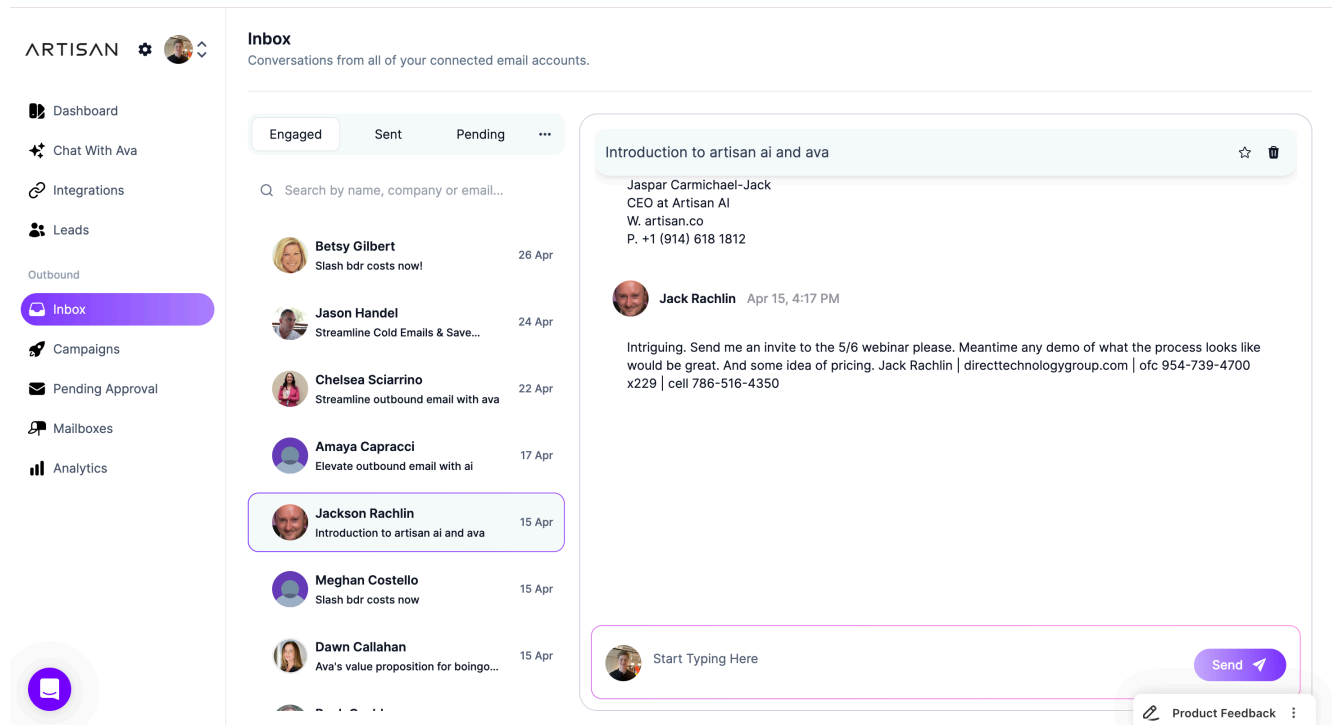 ARTISAN
Dashboard
Chat With Ava
Integrations
Leads
Outbound
Inbox
Campaigns
Pending Approval
Mailboxes
Analytics
Inbox
Conversations from all of your connected email accounts.
Engaged Sent Pending ...
Search by name, company or email...
Betsy Gilbert
Slash bdr costs now!
26 Apr
Jason Handel
Streamline Cold Emails & Save...
24 Apr
Chelsea Sciarrino
Streamline outbound email with ava
22 Apr
Amaya Capracci
Elevate outbound email with ai
17 Apr
Jackson Rachlin
Introduction to artisan ai and ava
15 Apr
Meghan Costello
Slash bdr costs now
15 Apr
Dawn Callahan
Ava's value proposition for boingo...
15 Apr
Introduction to artisan ai and ava
Jaspar Carmichael-Jack
CEO at Artisan AI
W. artisan.co
P. +1 (914) 618 1812
Jack Rachlin Apr 15, 4:17 PM
Intriguing. Send me an invite to the 5/6 webinar please. Meantime any demo of what the process looks like
would be great. And some idea of pricing. Jack Rachlin | directtechnologygroup.com | ofc 954-739-4700
x229 | cell 786-516-4350
Start Typing Here
Send
Product Feedback